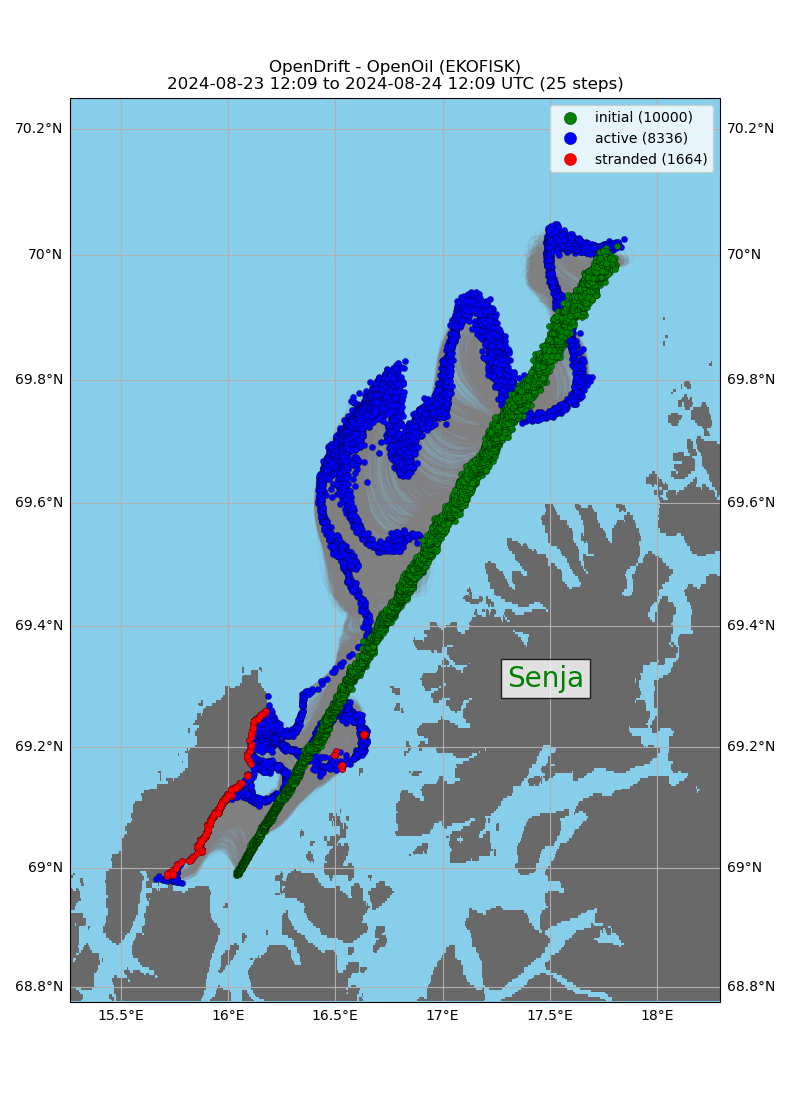 OpenDrift - OpenOil (EKOFISK)
2024-08-23 12:09 to 2024-08-24 12:09 UTC (25 steps)
initial (10000)
active (8336)
stranded (1664)
70.2°N 70.2°N
70°N 70°N
69.8°N 69.8°N
69.6°N 69.6°N
69.4°N 69.4°N
Senja
69.2°N 69.2°N
69°N 69°N
68.8°N 68.8°N
15.5°E 16°E 16.5°E 17°E 17.5°E 18°E